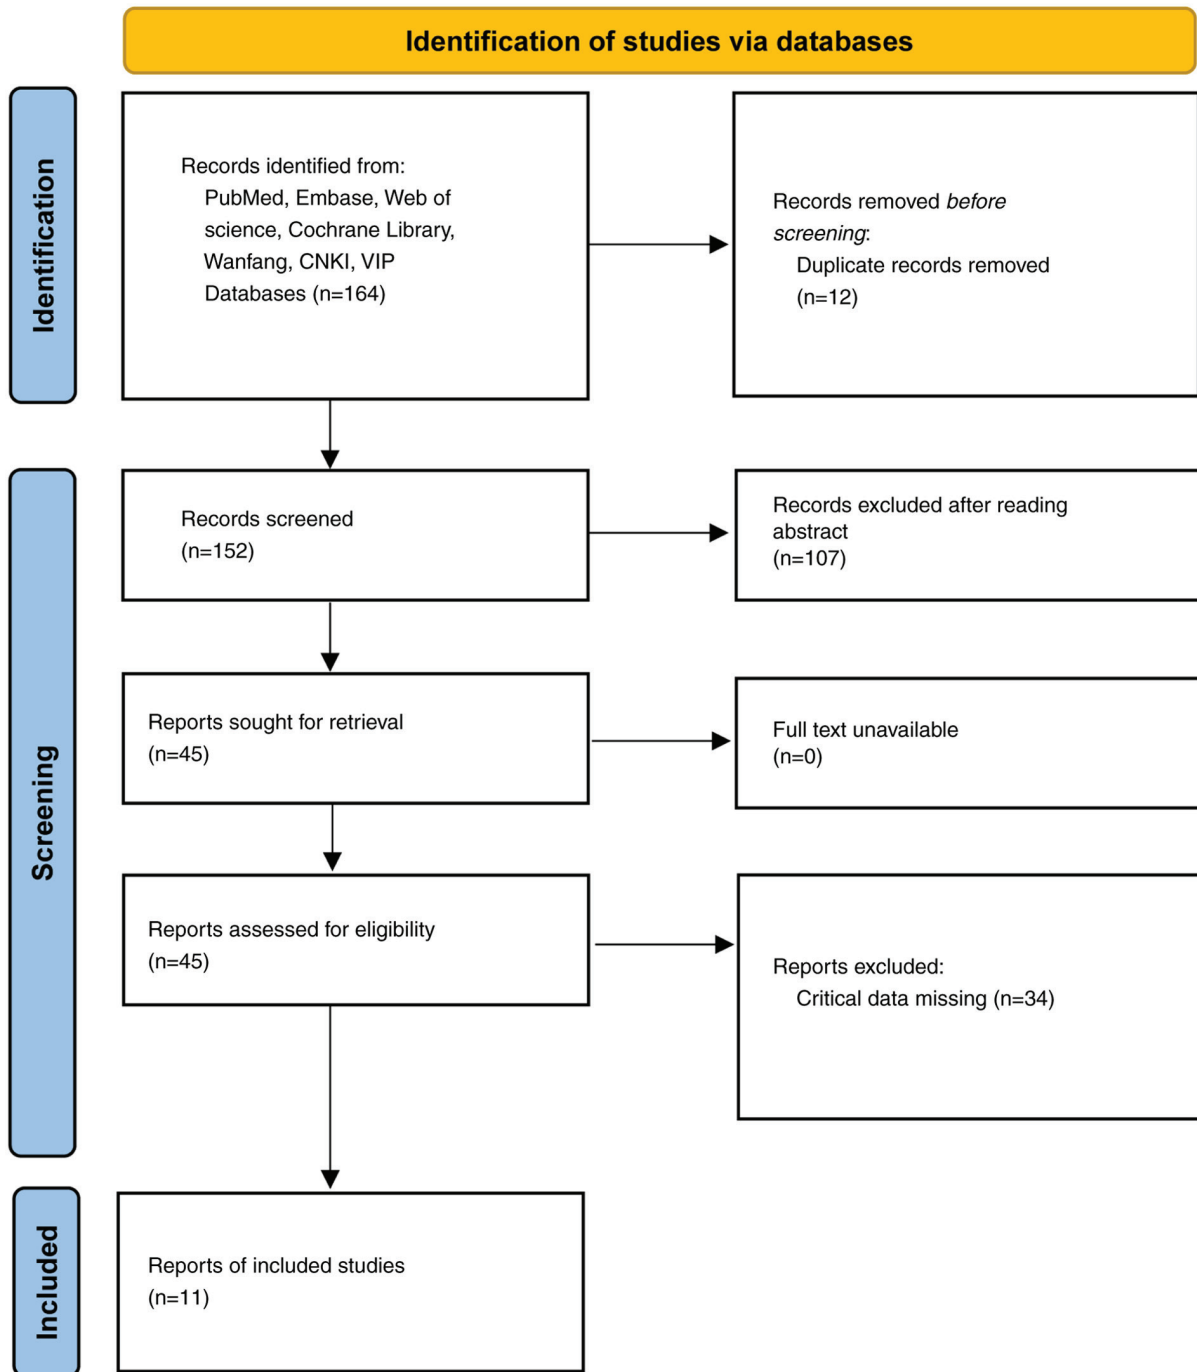 Identification of studies via databases
Identification
Records identified from:
PubMed, Embase, Web of
science, Cochrane Library,
Wanfang, CNKI, VIP
Databases (n=164)
Records removed before
screening:
Duplicate records removed
(n=12)
Screening
Records screened
(n=152)
Records excluded after reading
abstract
(n=107)
Reports sought for retrieval
(n=45)
Full text unavailable
(n=0)
Reports assessed for eligibility
(n=45)
Reports excluded:
Critical data missing (n=34)
Included
Reports of included studies
(n=11)